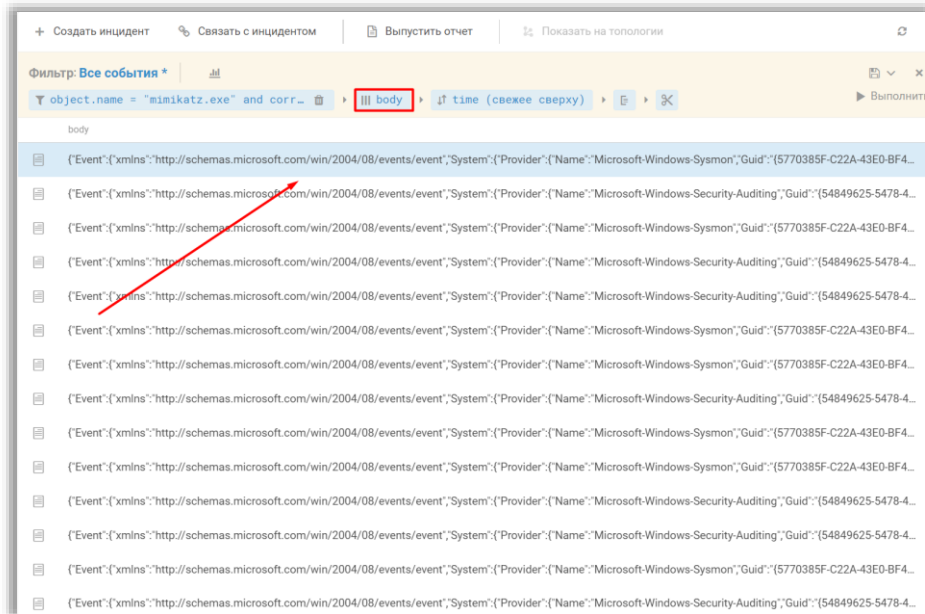 Создать инцидент Связать с инцидентом Выпустить отчет Показать на топологии
Фильтр: Все события *
object.name = "mimikatz.exe" and corr… body time (свежее сверху) Выполнит
body
{"Event":{"xmlns":"http://schemas.microsoft.com/win/2004/08/events/event","System":{"Provider":{"Name":"Microsoft-Windows-Sysmon","Guid":"{5770385F-C22A-43E0-BF4…
{"Event":{"xmlns":"http://schemas.microsoft.com/win/2004/08/events/event","System":{"Provider":{"Name":"Microsoft-Windows-Security-Auditing","Guid":"{54849625-5478-4…
{"Event":{"xmlns":"http://schemas.microsoft.com/win/2004/08/events/event","System":{"Provider":{"Name":"Microsoft-Windows-Sysmon","Guid":"{5770385F-C22A-43E0-BF4…
{"Event":{"xmlns":"http://schemas.microsoft.com/win/2004/08/events/event","System":{"Provider":{"Name":"Microsoft-Windows-Security-Auditing","Guid":"{54849625-5478-4…
{"Event":{"xmlns":"http://schemas.microsoft.com/win/2004/08/events/event","System":{"Provider":{"Name":"Microsoft-Windows-Security-Auditing","Guid":"{54849625-5478-4…
{"Event":{"xmlns":"http://schemas.microsoft.com/win/2004/08/events/event","System":{"Provider":{"Name":"Microsoft-Windows-Sysmon","Guid":"{5770385F-C22A-43E0-BF4…
{"Event":{"xmlns":"http://schemas.microsoft.com/win/2004/08/events/event","System":{"Provider":{"Name":"Microsoft-Windows-Sysmon","Guid":"{5770385F-C22A-43E0-BF4…
{"Event":{"xmlns":"http://schemas.microsoft.com/win/2004/08/events/event","System":{"Provider":{"Name":"Microsoft-Windows-Security-Auditing","Guid":"{54849625-5478-4…
{"Event":{"xmlns":"http://schemas.microsoft.com/win/2004/08/events/event","System":{"Provider":{"Name":"Microsoft-Windows-Sysmon","Guid":"{5770385F-C22A-43E0-BF4…
{"Event":{"xmlns":"http://schemas.microsoft.com/win/2004/08/events/event","System":{"Provider":{"Name":"Microsoft-Windows-Sysmon","Guid":"{5770385F-C22A-43E0-BF4…
{"Event":{"xmlns":"http://schemas.microsoft.com/win/2004/08/events/event","System":{"Provider":{"Name":"Microsoft-Windows-Security-Auditing","Guid":"{54849625-5478-4…
{"Event":{"xmlns":"http://schemas.microsoft.com/win/2004/08/events/event","System":{"Provider":{"Name":"Microsoft-Windows-Security-Auditing","Guid":"{54849625-5478-4…
{"Event":{"xmlns":"http://schemas.microsoft.com/win/2004/08/events/event","System":{"Provider":{"Name":"Microsoft-Windows-Sysmon","Guid":"{5770385F-C22A-43E0-BF4…
{"Event":{"xmlns":"http://schemas.microsoft.com/win/2004/08/events/event","System":{"Provider":{"Name":"Microsoft-Windows-Security-Auditing","Guid":"{54849625-5478-4…